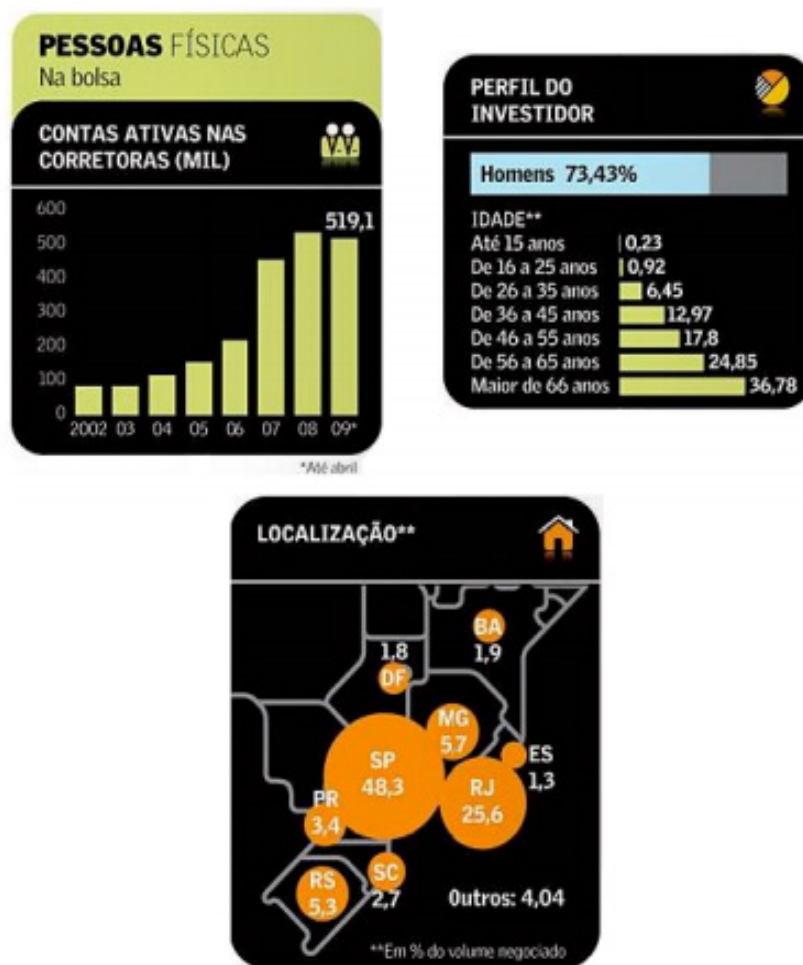 PESSOAS FÍSICAS
Na bolsa
CONTAS ATIVAS NAS
CORRETORAS (MIL)
600
500
400
300
200
100
0
519,1
2002 03 04 05 06 07 08 09*
*Até abril
PERFIL DO
INVESTIDOR
Homens 73,43%
IDADE**
Até 15 anos 0,23
De 16 a 25 anos 0,92
De 26 a 35 anos 6,45
De 36 a 45 anos 12,97
De 46 a 55 anos 17,8
De 56 a 65 anos 24,85
Maior de 66 anos 36,78
LOCALIZAÇÃO**
BA
1,9
1,8
DF
MG
5,7
ES
1,3
SP
48,3
RJ
25,6
PR
3,4
SC
2,7
RS
5,3
Outros: 4,04
**Em % do volume negociado